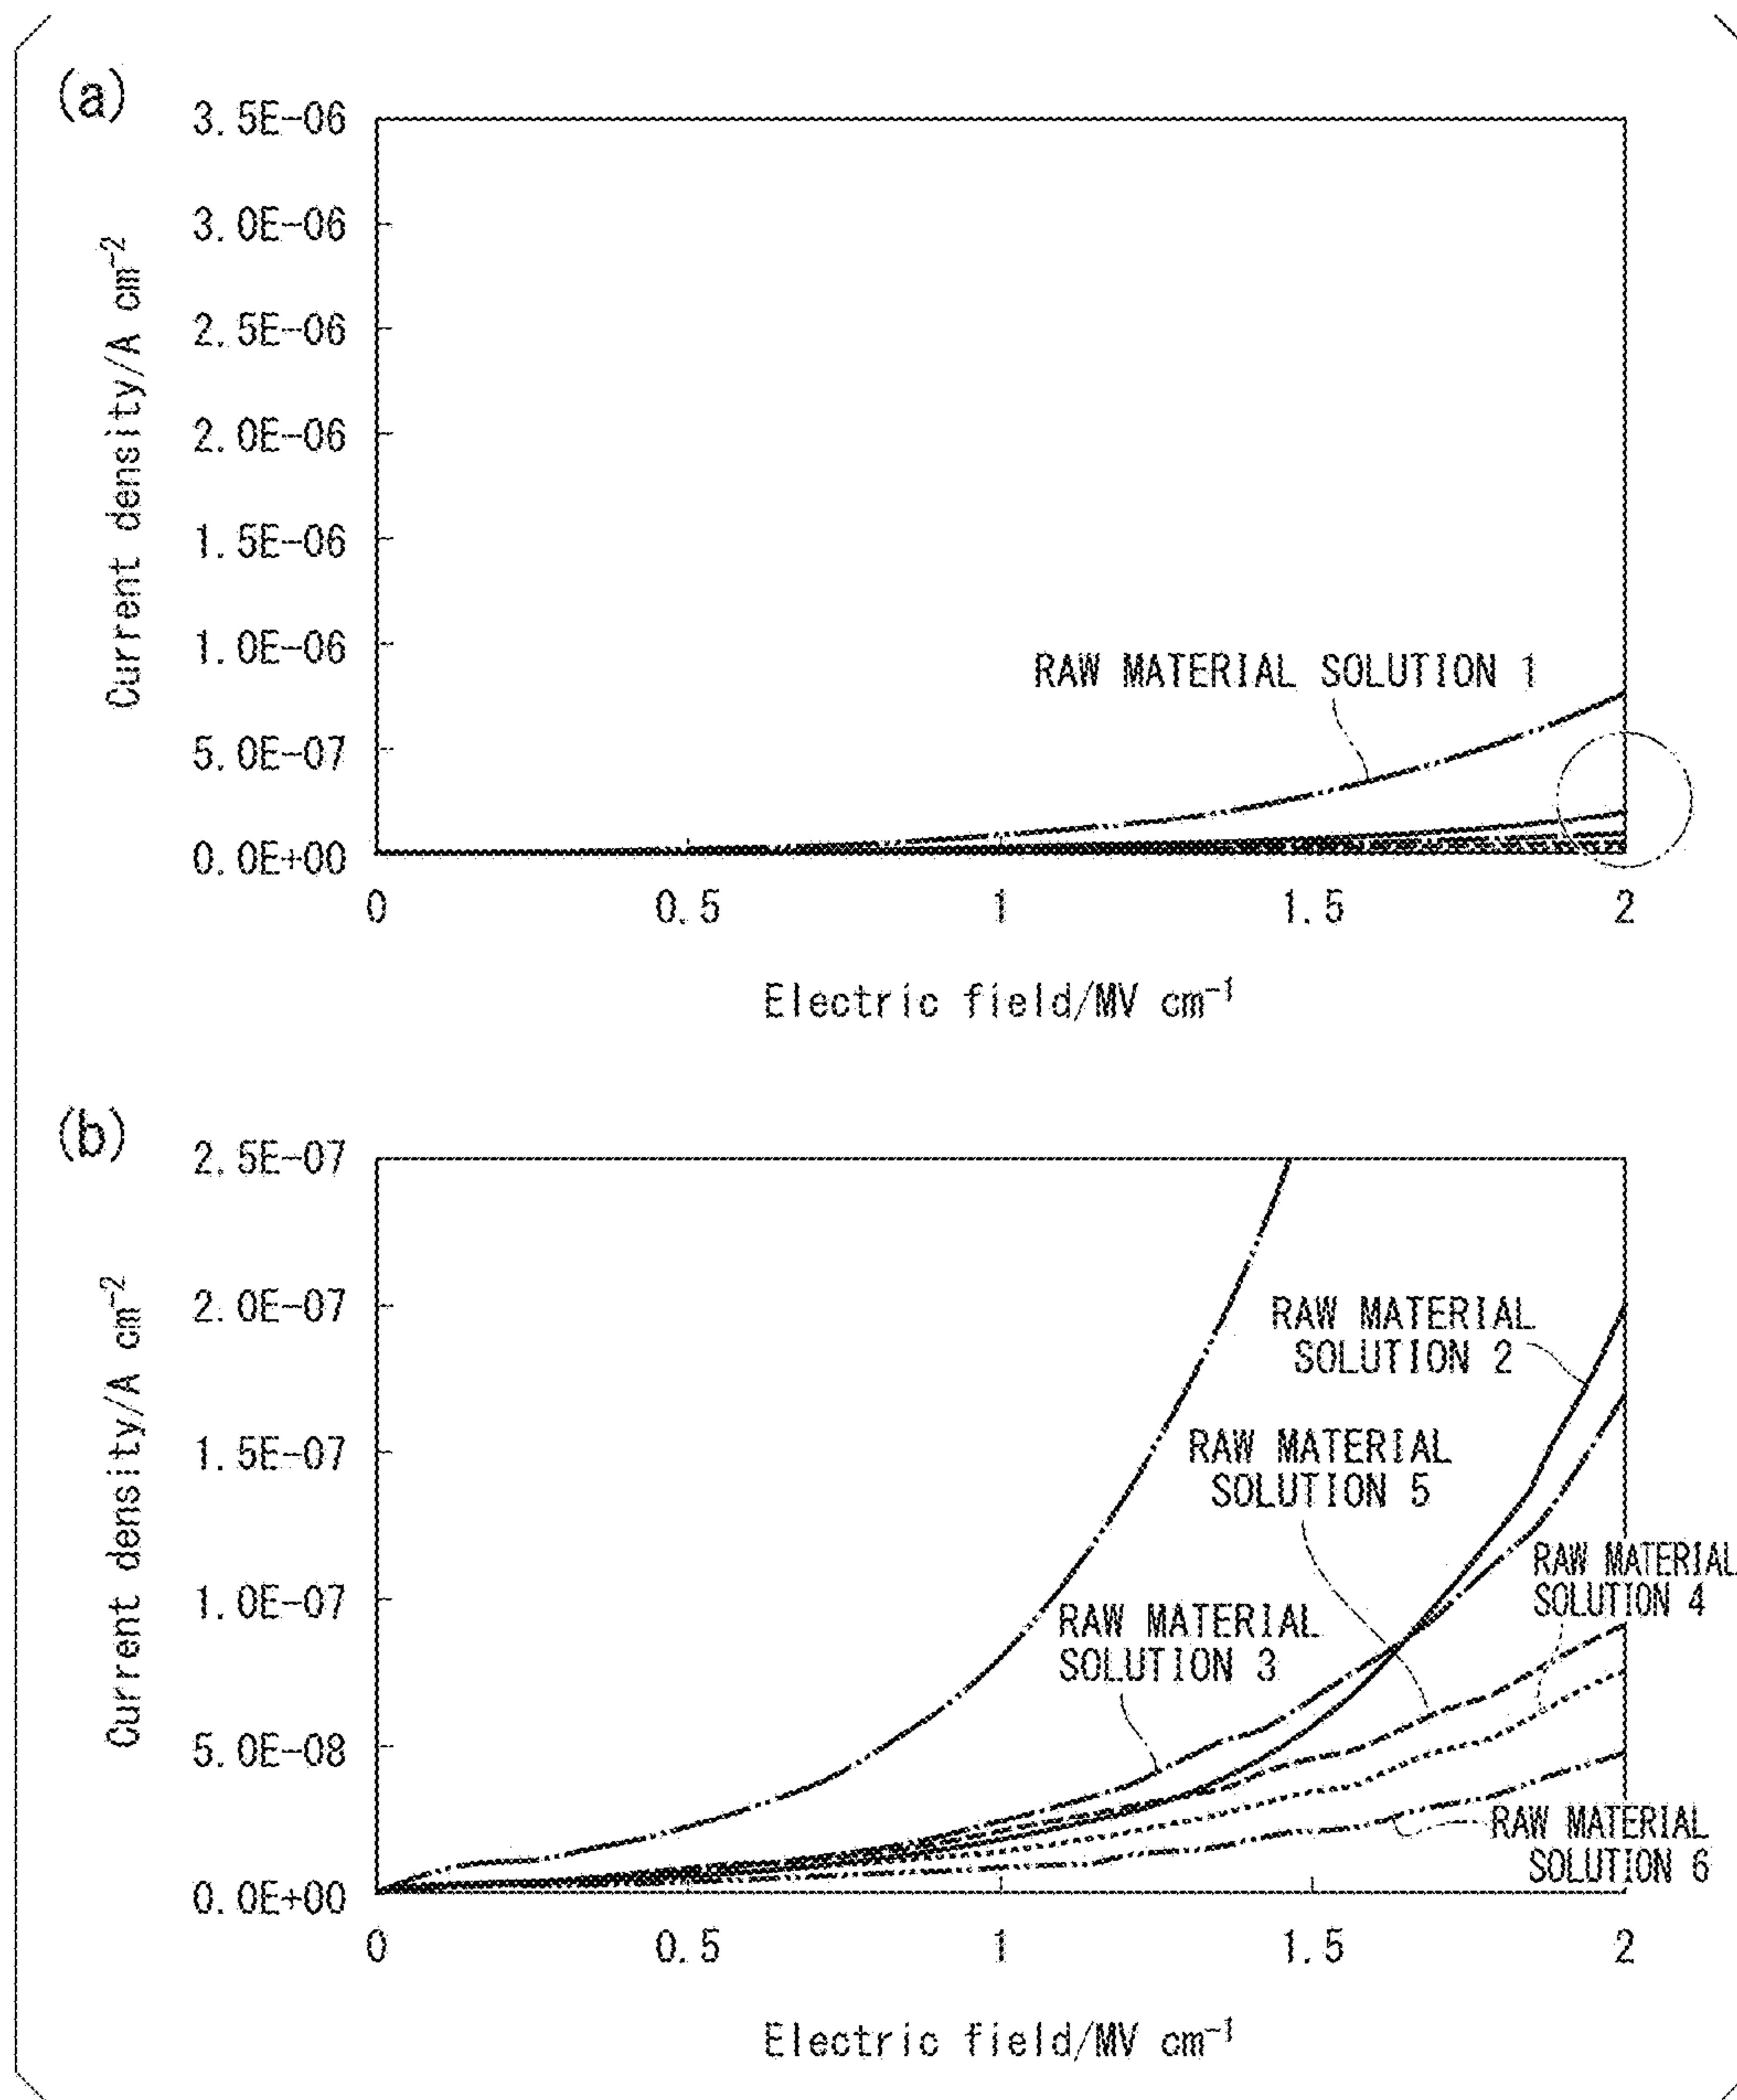 (a)
3.5E-06
3.0E-06
2.5E-06
2.0E-06
1.5E-06
1.0E-06
5.0E-07
0.0E+00
Current density/A cm⁻²
RAW MATERIAL SOLUTION 1
0 0.5 1 1.5 2
Electric field/MV cm⁻¹
(b)
2.5E-07
2.0E-07
1.5E-07
1.0E-07
5.0E-08
0.0E+00
Current density/A cm⁻²
RAW MATERIAL
SOLUTION 2
RAW MATERIAL
SOLUTION 5
RAW MATERIAL
SOLUTION 4
RAW MATERIAL
SOLUTION 3
RAW MATERIAL
SOLUTION 6
0 0.5 1 1.5 2
Electric field/MV cm⁻¹